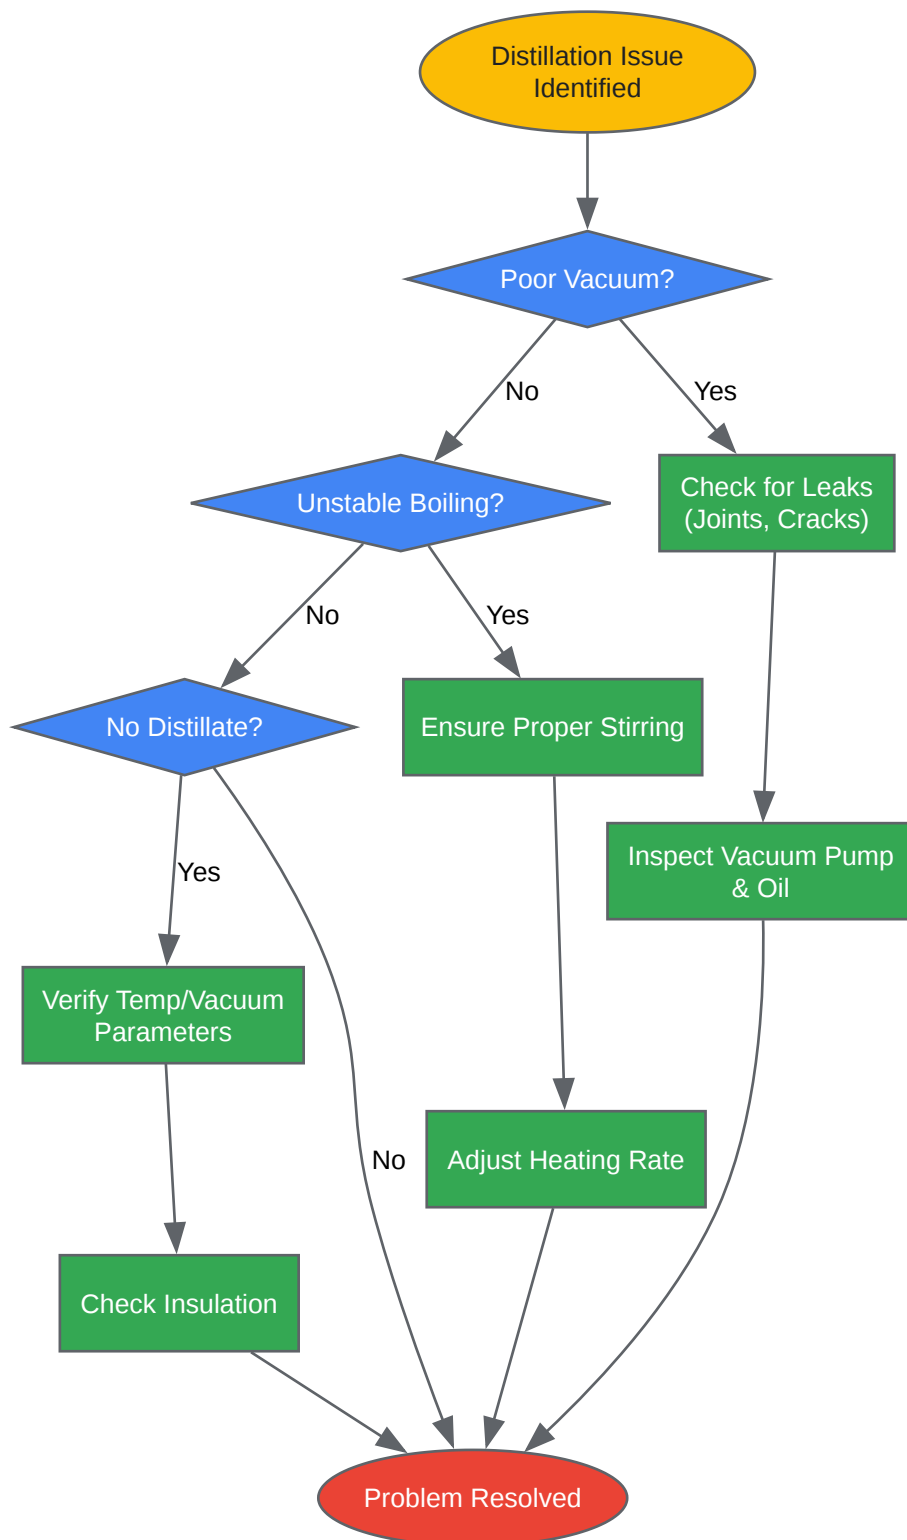 Distillation Issue
Identified
Poor Vacuum?
No
Yes
Unstable Boiling?
Check for Leaks
(Joints, Cracks)
No
Yes
No Distillate?
Ensure Proper Stirring
Inspect Vacuum Pump
& Oil
Yes
Verify Temp/Vacuum
Parameters
No
Adjust Heating Rate
Check Insulation
Problem Resolved